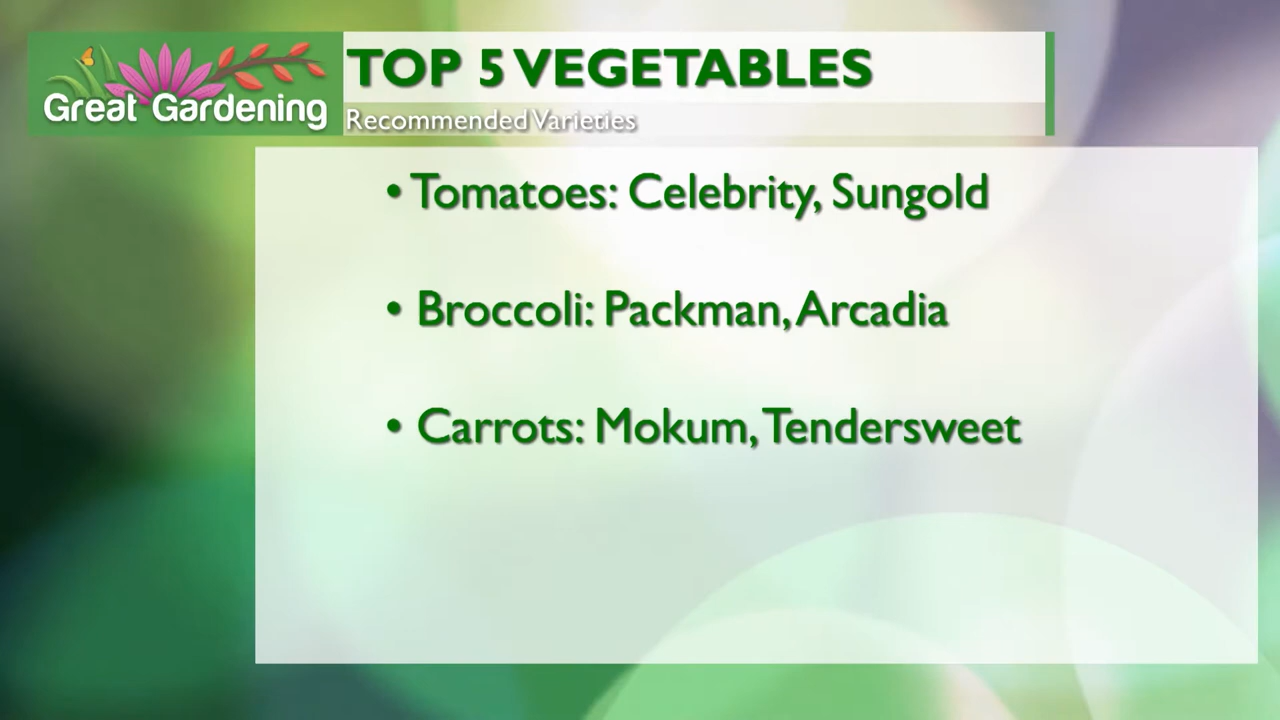 Great Gardening
TOP 5 VEGETABLES
Recommended Varieties
• Tomatoes: Celebrity, Sungold
• Broccoli: Packman, Arcadia
• Carrots: Mokum, Tendersweet